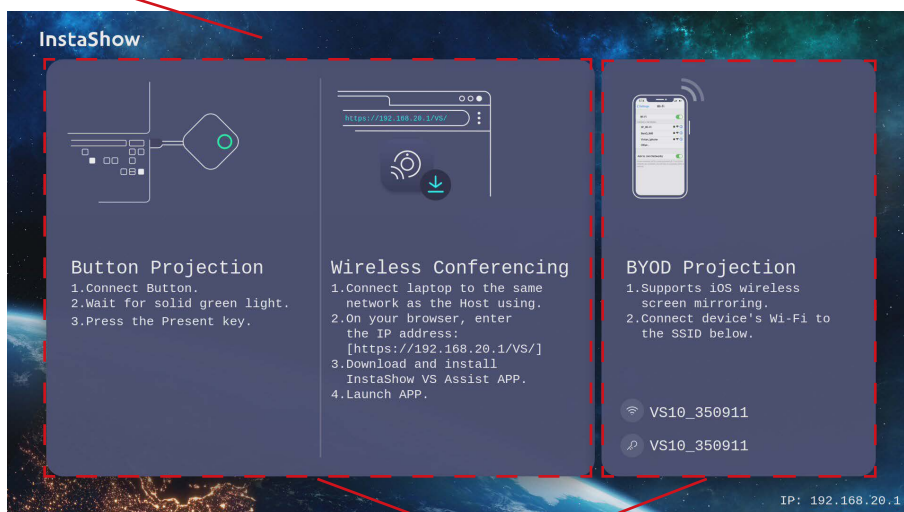 InstaShow
https://192.168.20.1/VS/
Button Projection
1.Connect Button.
2.Wait for solid green light.
3.Press the Present key.
Wireless Conferencing
1.Connect laptop to the same
network as the Host using.
2.On your browser, enter
the IP address:
[https://192.168.20.1/VS/]
3.Download and install
InstaShow VS Assist APP.
4.Launch APP.
Wi-Fi
BYOD Projection
1.Supports iOS wireless
screen mirroring.
2.Connect device's Wi-Fi to
the SSID below.
VS10_350911
VS10_350911
IP: 192.168.20.1